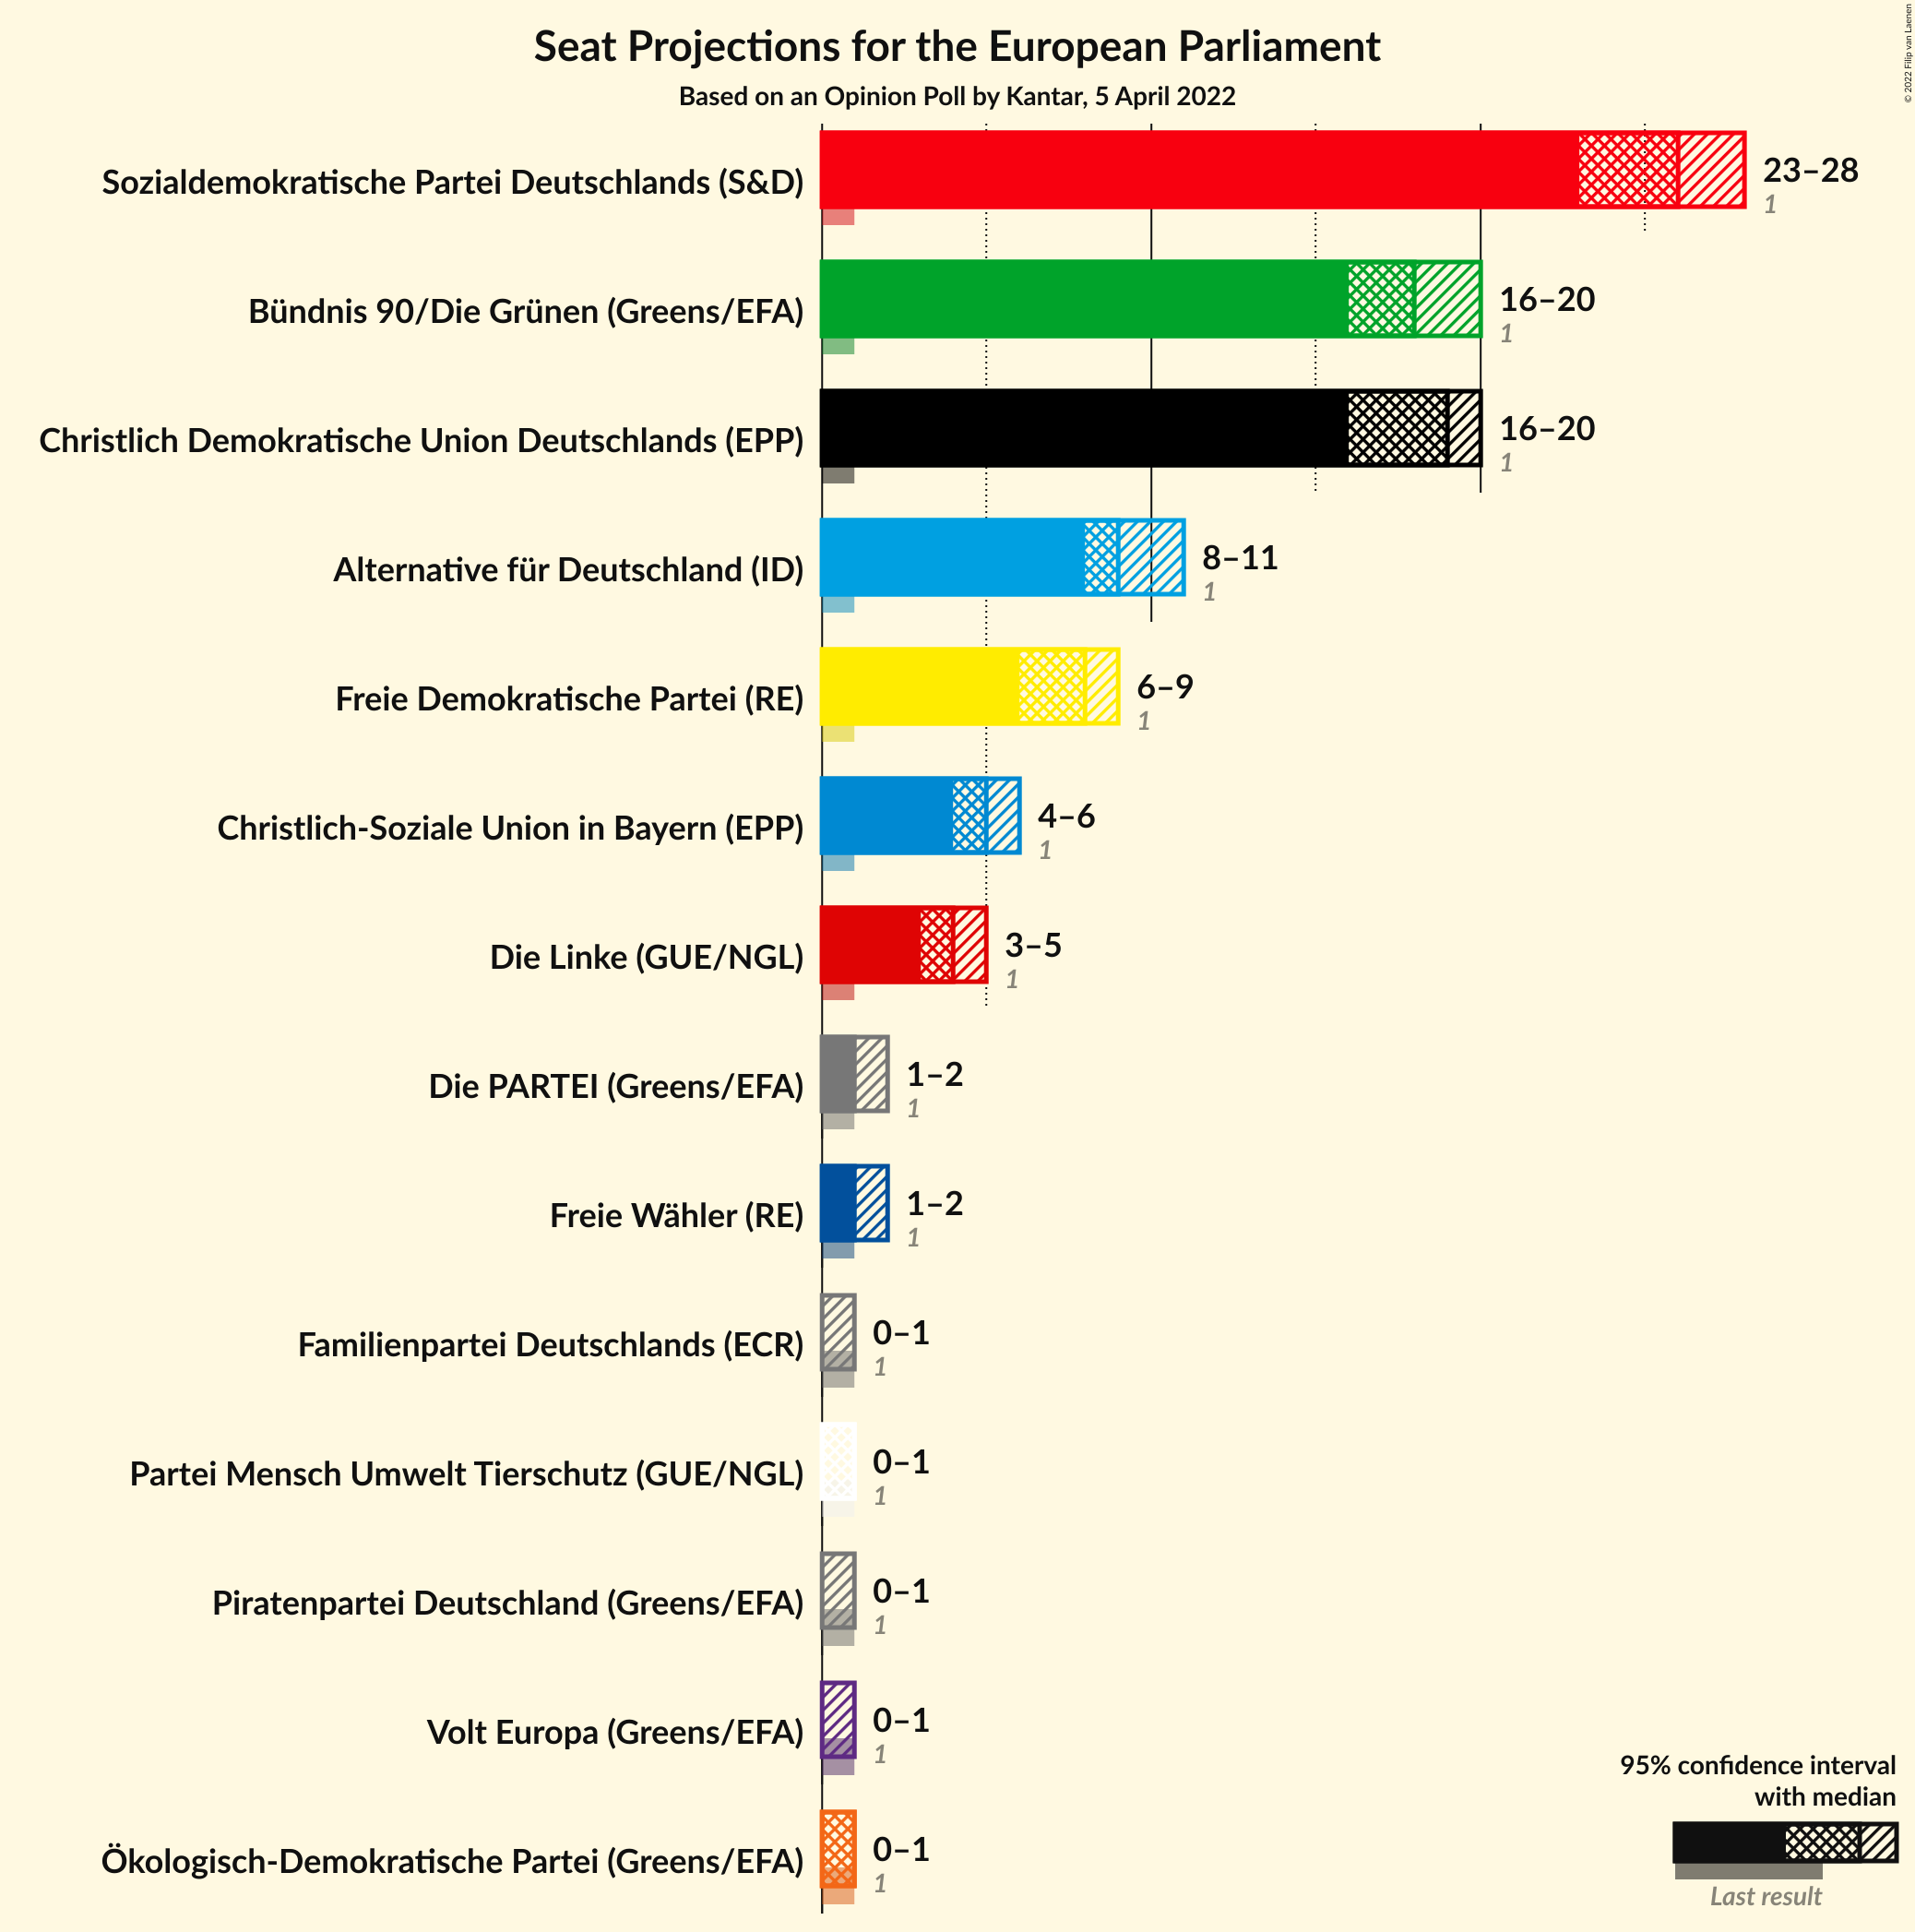 Seat Projections for the European Parliament
Based on an Opinion Poll by Kantar, 5 April 2022
© 2022 Filip van Laenen
Sozialdemokratische Partei Deutschlands (S&D)
23–28
1
Bündnis 90/Die Grünen (Greens/EFA)
16–20
1
Christlich Demokratische Union Deutschlands (EPP)
16–20
1
Alternative für Deutschland (ID)
8–11
1
Freie Demokratische Partei (RE)
6–9
1
Christlich-Soziale Union in Bayern (EPP)
4–6
1
Die Linke (GUE/NGL)
3–5
1
Die PARTEI (Greens/EFA)
1–2
1
Freie Wähler (RE)
1–2
1
Familienpartei Deutschlands (ECR)
0–1
1
Partei Mensch Umwelt Tierschutz (GUE/NGL)
0–1
1
Piratenpartei Deutschland (Greens/EFA)
0–1
1
Volt Europa (Greens/EFA)
0–1
1
Ökologisch-Demokratische Partei (Greens/EFA)
0–1
1
95% confidence interval
with median
Last result